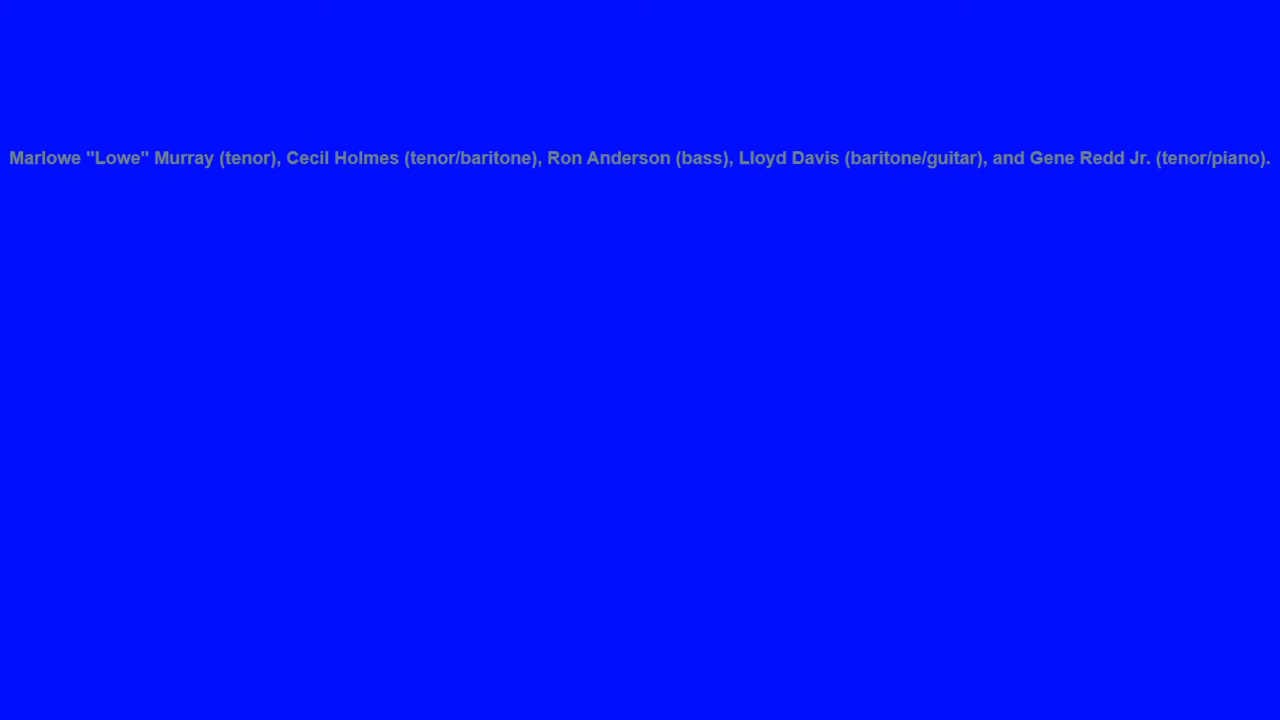 Marlowe "Lowe" Murray (tenor), Cecil Holmes (tenor/baritone), Ron Anderson (bass), Lloyd Davis (baritone/guitar), and Gene Redd Jr. (tenor/piano).